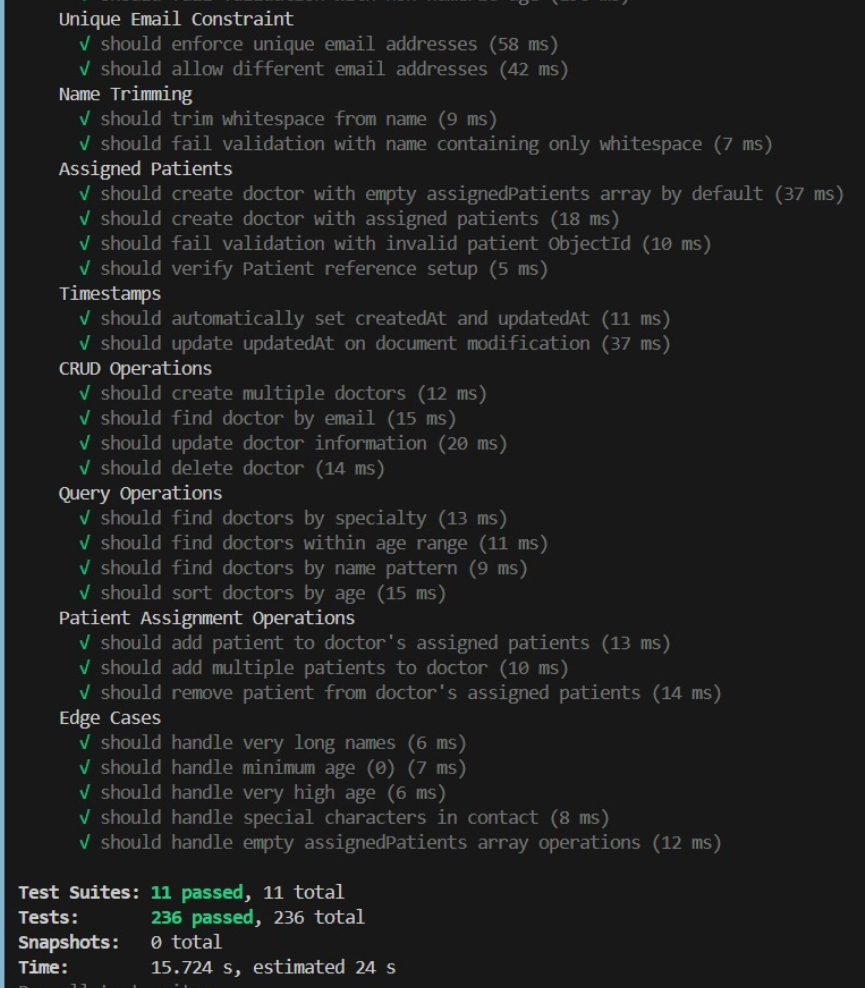 Unique Email Constraint
√ should enforce unique email addresses (58 ms)
√ should allow different email addresses (42 ms)
Name Trimming
√ should trim whitespace from name (9 ms)
√ should fail validation with name containing only whitespace (7 ms)
Assigned Patients
√ should create doctor with empty assignedPatients array by default (37 ms)
√ should create doctor with assigned patients (18 ms)
√ should fail validation with invalid patient ObjectId (10 ms)
√ should verify Patient reference setup (5 ms)
Timestamps
√ should automatically set createdAt and updatedAt (11 ms)
√ should update updatedAt on document modification (37 ms)
CRUD Operations
√ should create multiple doctors (12 ms)
√ should find doctor by email (15 ms)
√ should update doctor information (20 ms)
√ should delete doctor (14 ms)
Query Operations
√ should find doctors by specialty (13 ms)
√ should find doctors within age range (11 ms)
√ should find doctors by name pattern (9 ms)
√ should sort doctors by age (15 ms)
Patient Assignment Operations
√ should add patient to doctor's assigned patients (13 ms)
√ should add multiple patients to doctor (10 ms)
√ should remove patient from doctor's assigned patients (14 ms)
Edge Cases
√ should handle very long names (6 ms)
√ should handle minimum age (0) (7 ms)
√ should handle very high age (6 ms)
√ should handle special characters in contact (8 ms)
√ should handle empty assignedPatients array operations (12 ms)
Test Suites: 11 passed, 11 total
Tests: 236 passed, 236 total
Snapshots: 0 total
Time: 15.724 s, estimated 24 s